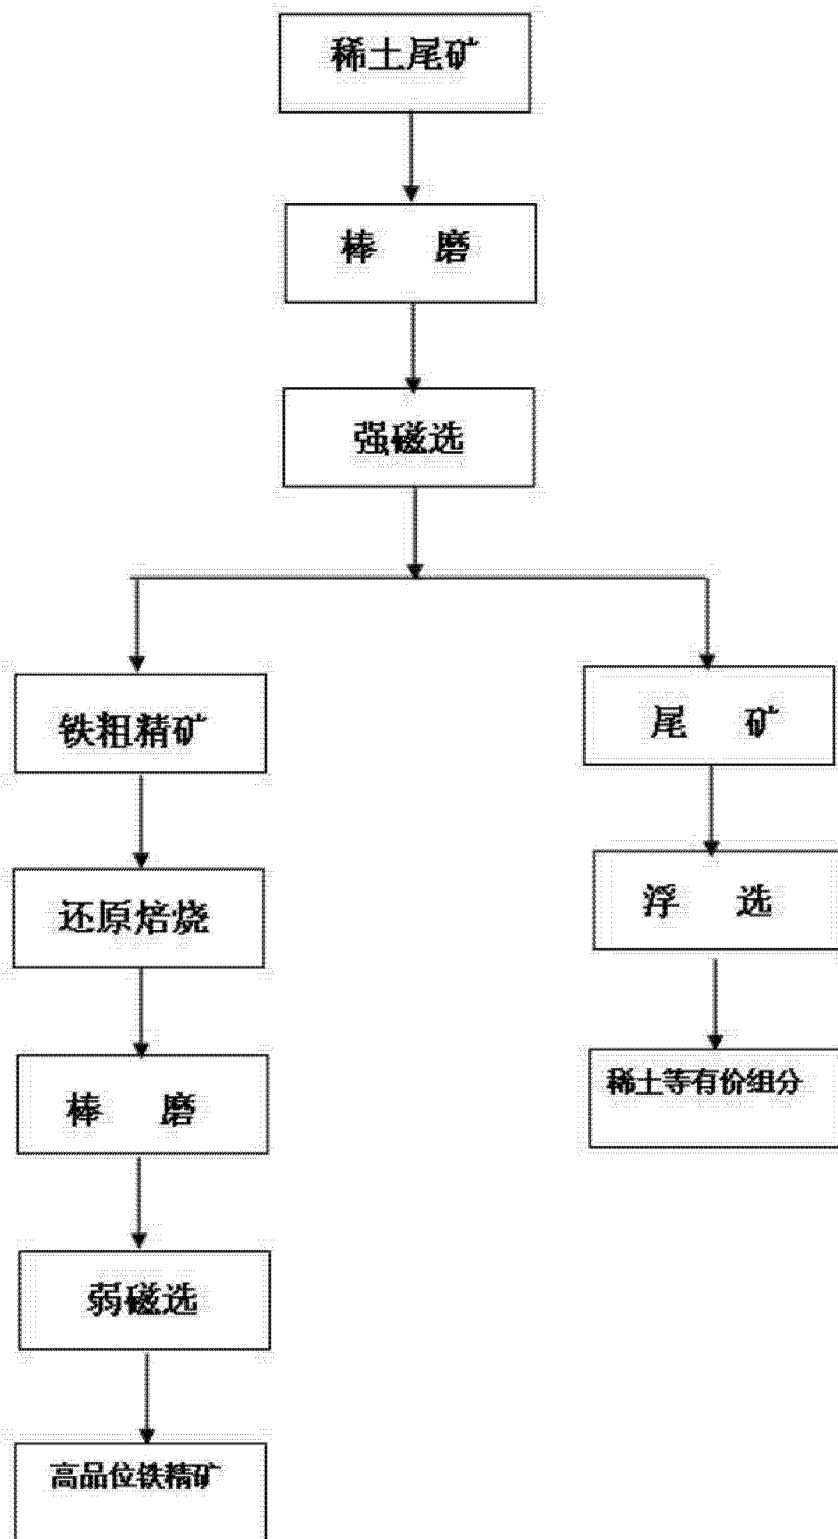 稀土尾矿
棒 磨
强磁选
铁粗精矿
尾 矿
还原焙烧
浮 选
棒 磨
稀土等有价组分
弱磁选
高品位铁精矿